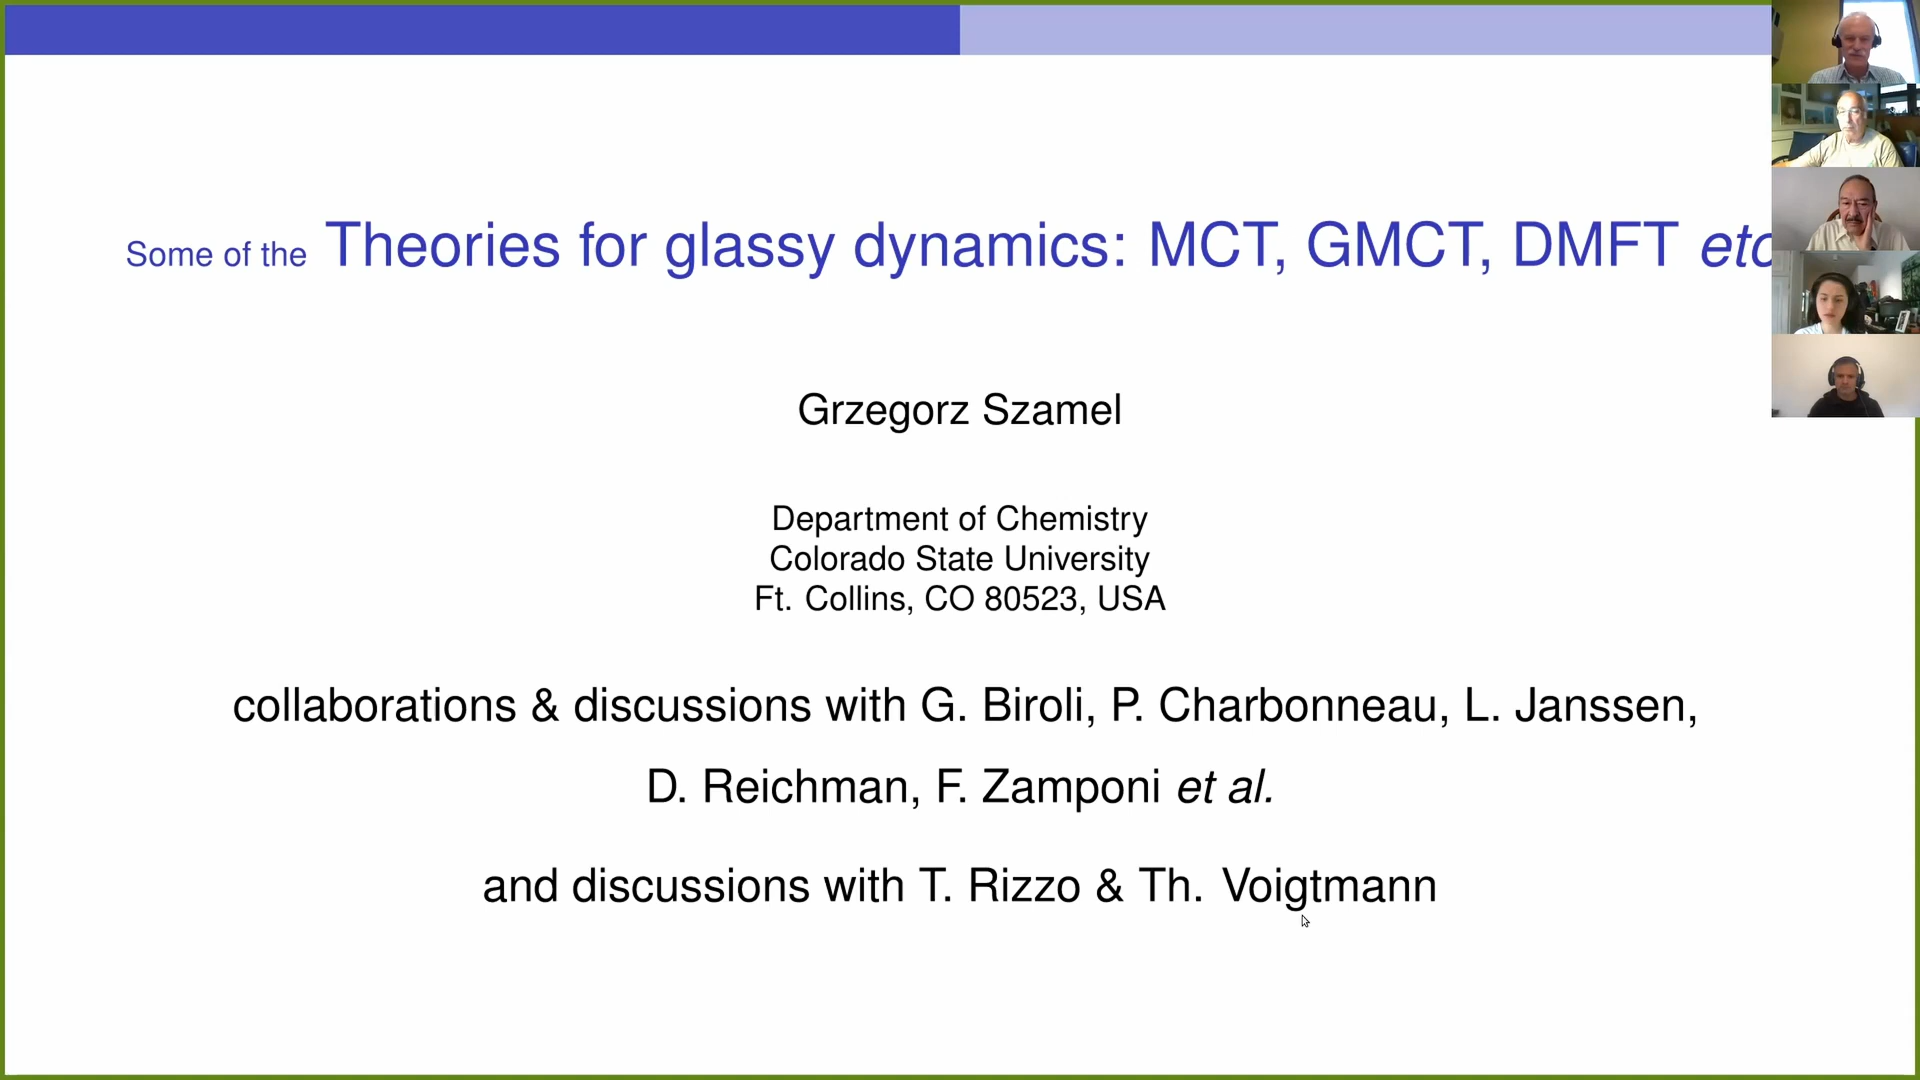 Some of the Theories for glassy dynamics: MCT, GMCT, DMFT etc
Grzegorz Szamel
Department of Chemistry
Colorado State University
Ft. Collins, CO 80523, USA
collaborations & discussions with G. Biroli, P. Charbonneau, L. Janssen,
D. Reichman, F. Zamponi et al.
and discussions with T. Rizzo & Th. Voigtmann